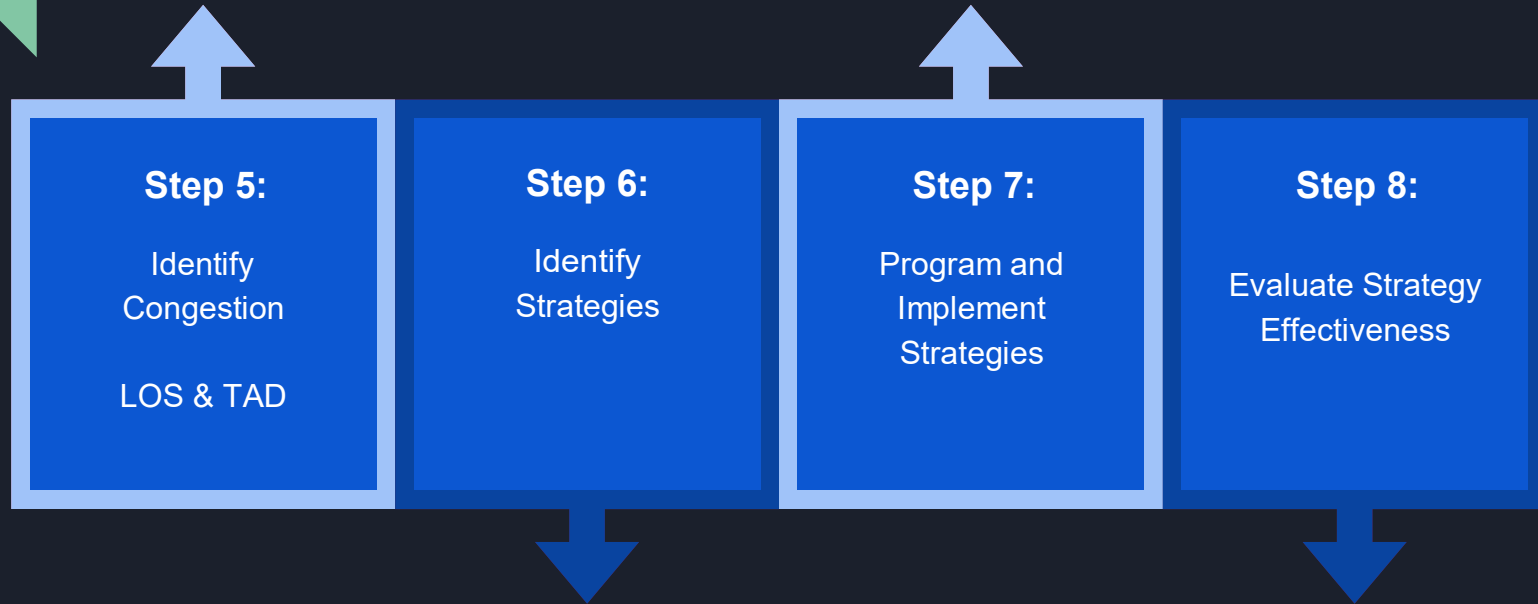 Step 5:
Identify
Congestion
LOS & TAD
Step 6:
Identify
Strategies
Step 7:
Program and
Implement
Strategies
Step 8:
Evaluate Strategy
Effectiveness